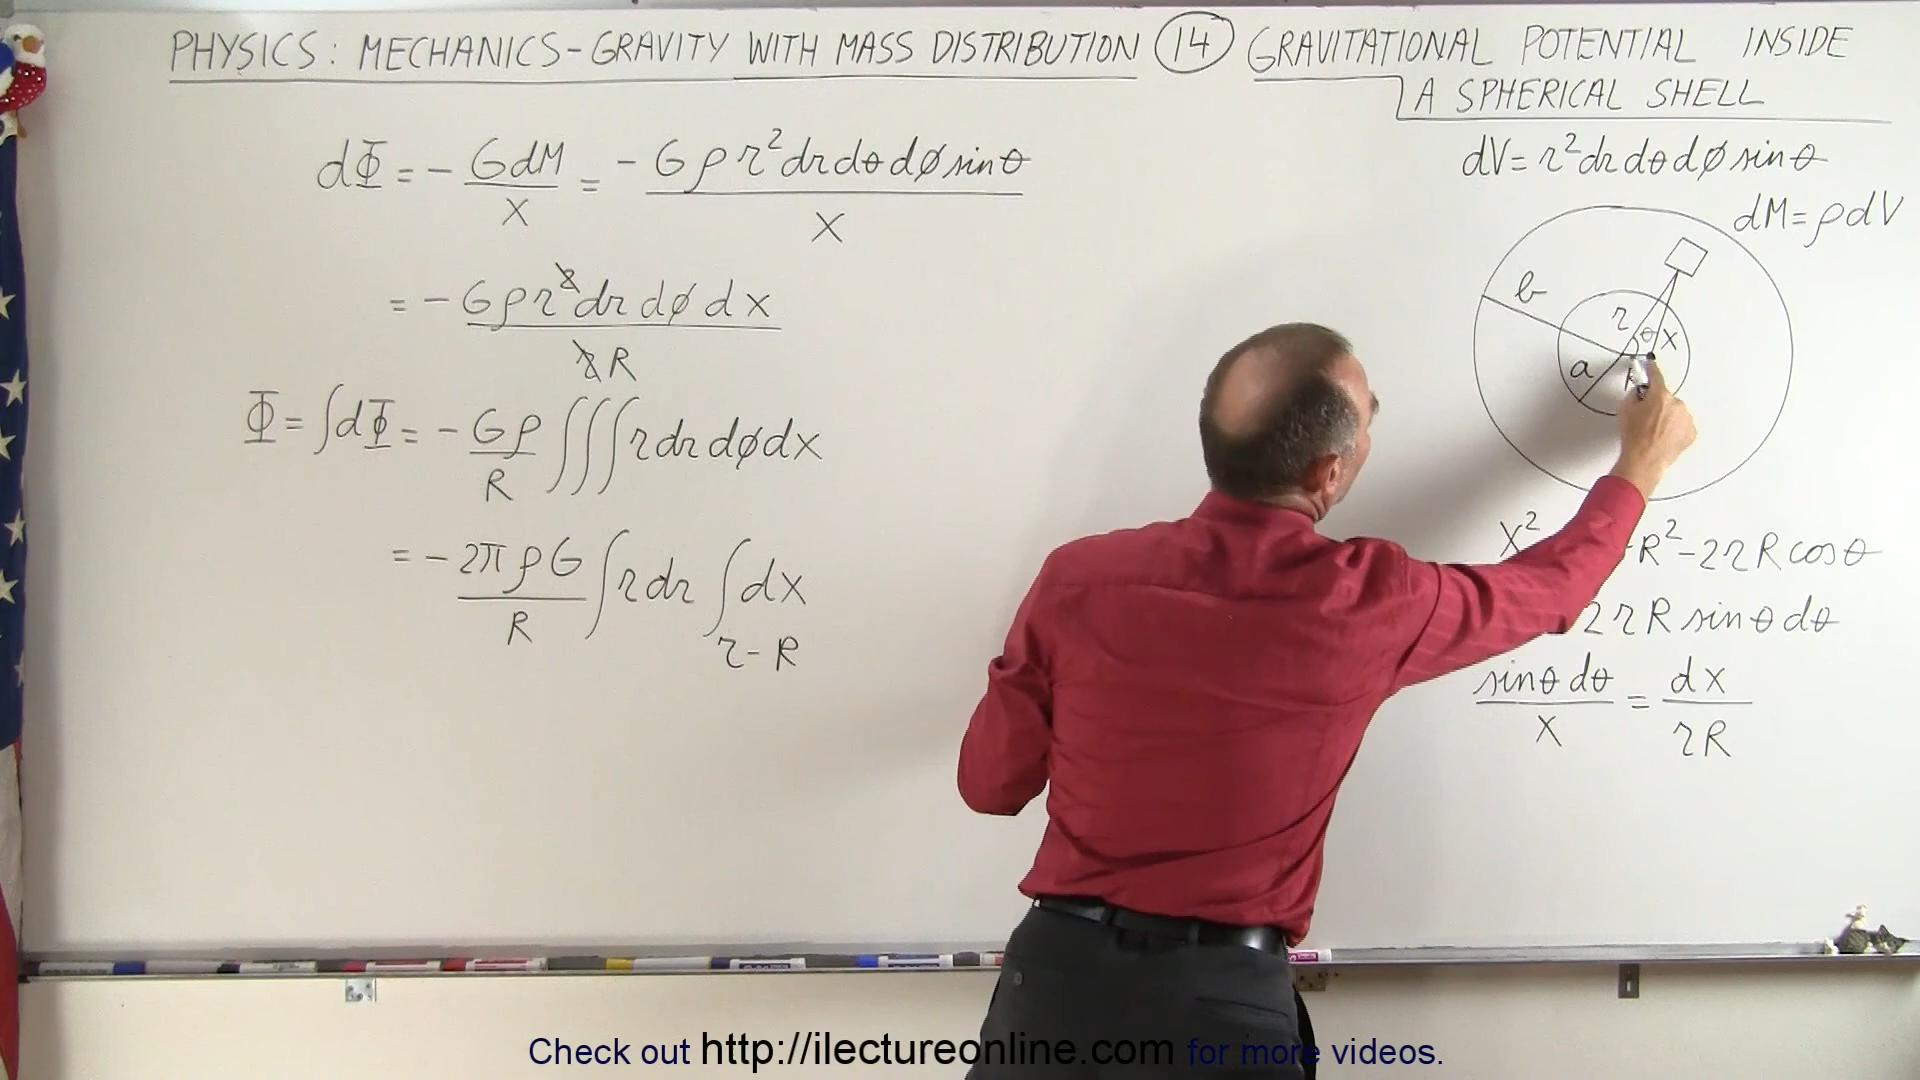 PHYSICS: MECHANICS-GRAVITY WITH MASS DISTRIBUTION (14) GRAVITATIONAL POTENTIAL INSIDE
A SPHERICAL SHELL
dΦ = - GdM/x = - Gρr²drdθdφsinθ/x
= - Gρr²drdφdx/rR
Φ = ∫dΦ = - Gρ/R ∫∫∫rdrdφdx
= - 2πρG/R ∫rdr ∫dx
r-R
dV = r²drdθdφsinθ
dM = ρdV
b
r θ x
a
x² R² - 2rRcosθ
2rRsinθdθ
sinθdθ/x = dx/rR
Check out http://ilectureonline.com for more videos.